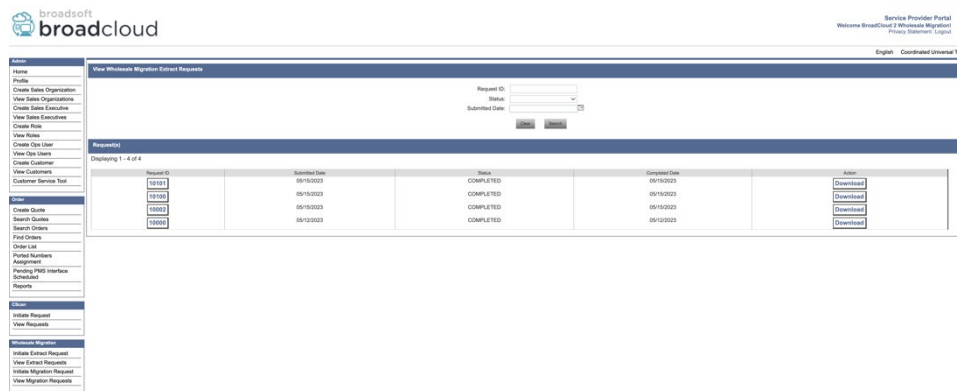 broadsoft
broadcloud
Service Provider Portal
Welcome BroadCloud 2 Wholesale Migration!
Privacy Statement Logout
English Coordinated Universal T
Admin
Home
Profile
Create Sales Organization
View Sales Organizations
Create Sales Executive
View Sales Executives
Create Role
View Roles
Create Ops User
View Ops Users
Create Customer
View Customers
Customer Service Tool
Order
Create Quote
Search Quotes
Search Orders
Find Orders
Order List
Ported Numbers
Assignment
Pending PMS Interface
Scheduled
Reports
CScan
Initiate Request
View Requests
Wholesale Migration
Initiate Extract Request
View Extract Requests
Initiate Migration Request
View Migration Requests
View Wholesale Migration Extract Requests
Request ID:
Status:
Submitted Date:
Clear Search
Request(s)
Displaying 1 - 4 of 4
Request ID Submitted Date Status Completed Date Action
10101 05/15/2023 COMPLETED 05/15/2023 Download
10100 05/15/2023 COMPLETED 05/15/2023 Download
10002 05/15/2023 COMPLETED 05/15/2023 Download
10000 05/12/2023 COMPLETED 05/12/2023 Download